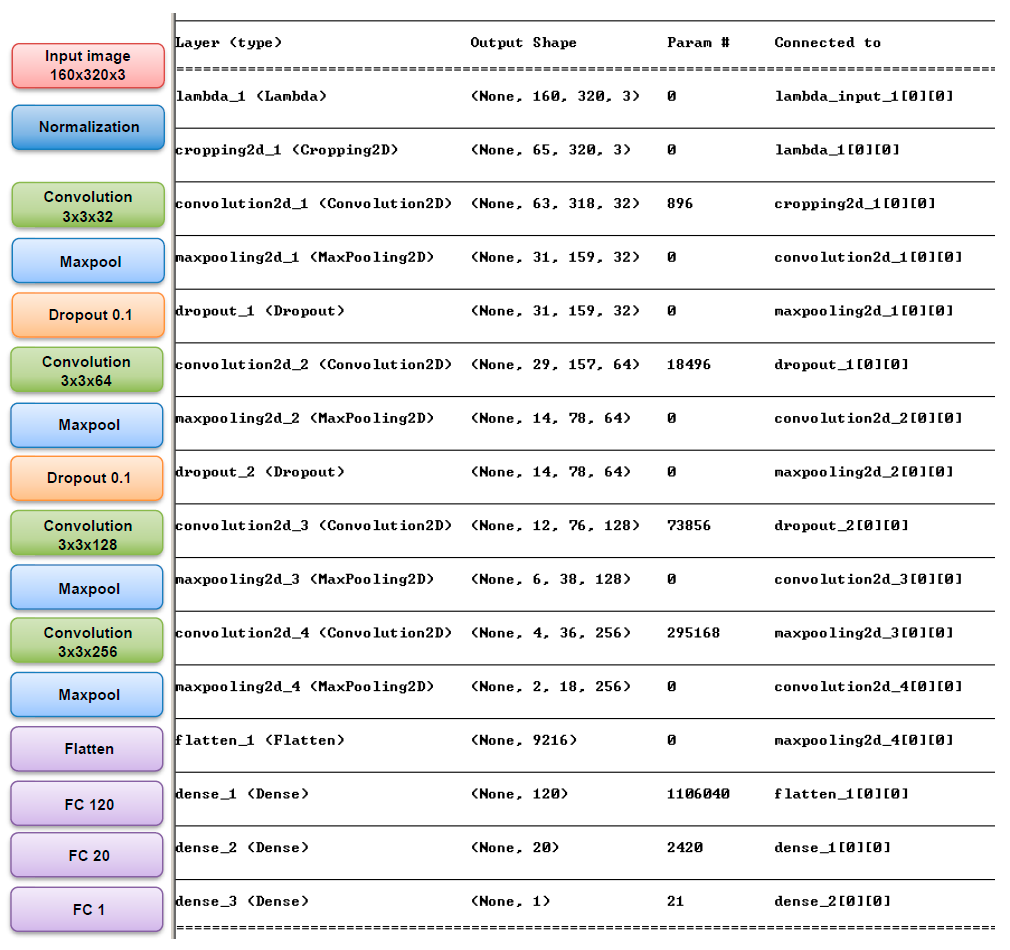 Input image
160x320x3
Normalization
Convolution
3x3x32
Maxpool
Dropout 0.1
Convolution
3x3x64
Maxpool
Dropout 0.1
Convolution
3x3x128
Maxpool
Convolution
3x3x256
Maxpool
Flatten
FC 120
FC 20
FC 1
Layer (type) Output Shape Param # Connected to
lambda_1 (Lambda) (None, 160, 320, 3) 0 lambda_input_1[0][0]
cropping2d_1 (Cropping2D) (None, 65, 320, 3) 0 lambda_1[0][0]
convolution2d_1 (Convolution2D) (None, 63, 318, 32) 896 cropping2d_1[0][0]
maxpooling2d_1 (MaxPooling2D) (None, 31, 159, 32) 0 convolution2d_1[0][0]
dropout_1 (Dropout) (None, 31, 159, 32) 0 maxpooling2d_1[0][0]
convolution2d_2 (Convolution2D) (None, 29, 157, 64) 18496 dropout_1[0][0]
maxpooling2d_2 (MaxPooling2D) (None, 14, 78, 64) 0 convolution2d_2[0][0]
dropout_2 (Dropout) (None, 14, 78, 64) 0 maxpooling2d_2[0][0]
convolution2d_3 (Convolution2D) (None, 12, 76, 128) 73856 dropout_2[0][0]
maxpooling2d_3 (MaxPooling2D) (None, 6, 38, 128) 0 convolution2d_3[0][0]
convolution2d_4 (Convolution2D) (None, 4, 36, 256) 295168 maxpooling2d_3[0][0]
maxpooling2d_4 (MaxPooling2D) (None, 2, 18, 256) 0 convolution2d_4[0][0]
flatten_1 (Flatten) (None, 9216) 0 maxpooling2d_4[0][0]
dense_1 (Dense) (None, 120) 1106040 flatten_1[0][0]
dense_2 (Dense) (None, 20) 2420 dense_1[0][0]
dense_3 (Dense) (None, 1) 21 dense_2[0][0]